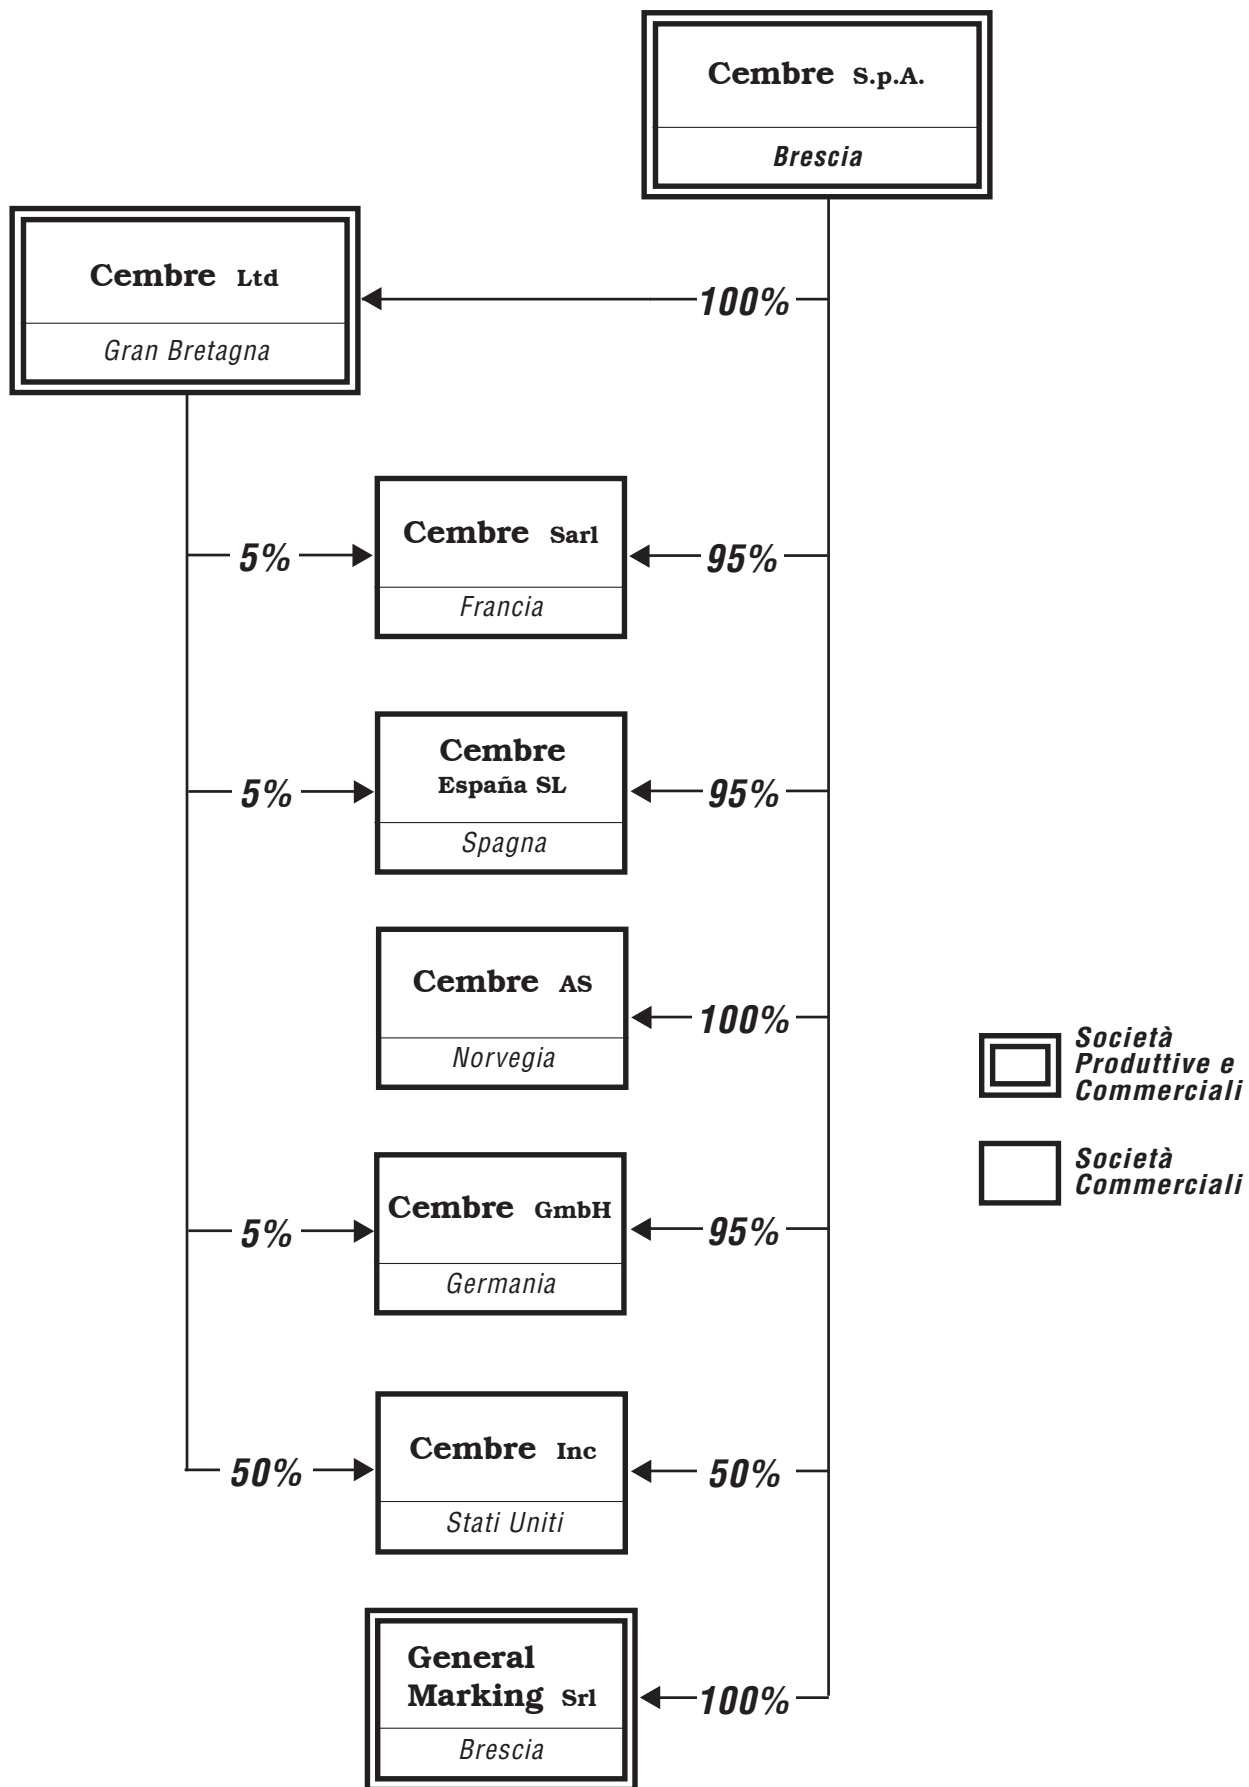 Cembre S.p.A.
Brescia
Cembre Ltd
Gran Bretagna
100%
Cembre Sarl
Francia
5%
95%
Cembre
España SL
Spagna
5%
95%
Cembre AS
Norvegia
100%
Società
Produttive e
Commerciali
Società
Commerciali
Cembre GmbH
Germania
5%
95%
Cembre Inc
Stati Uniti
50%
50%
General
Marking Srl
Brescia
100%